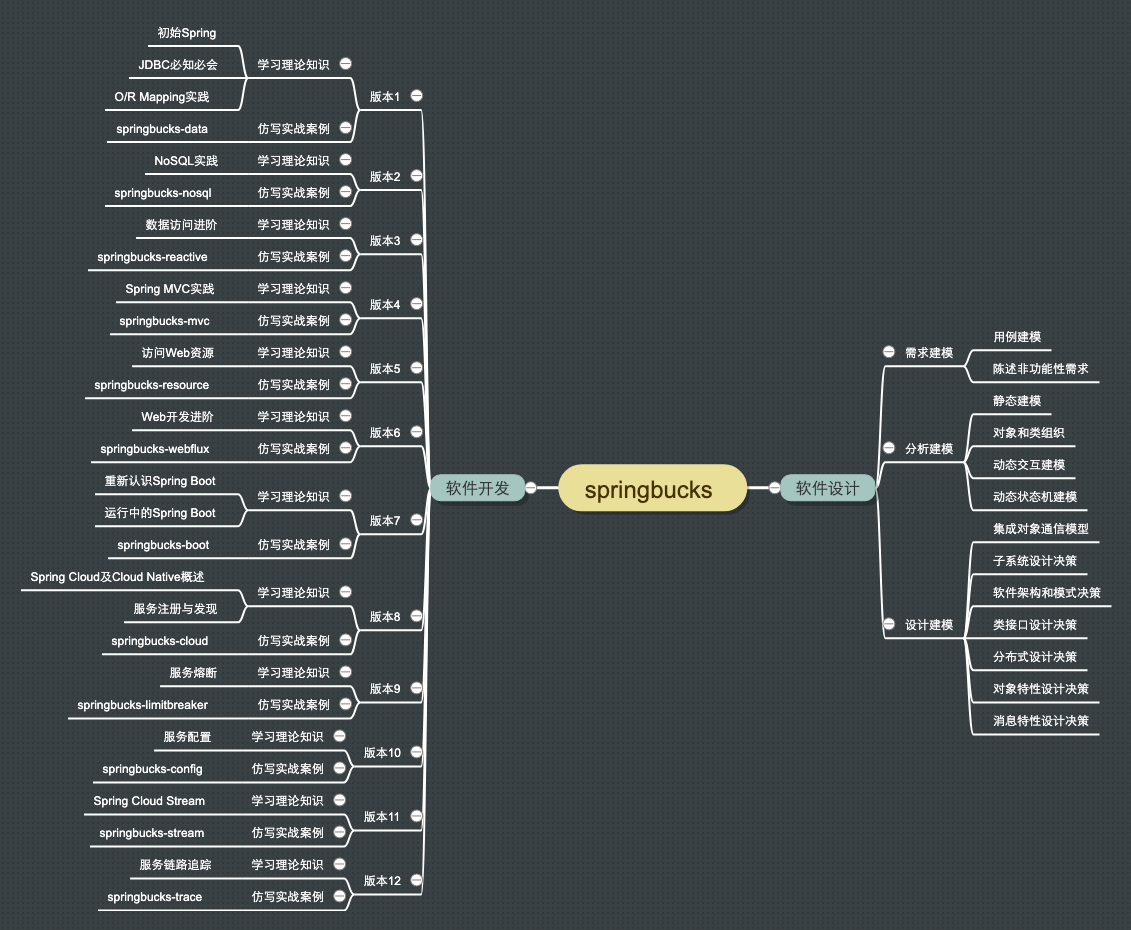 springbucks
软件开发
版本1
学习理论知识
初始Spring
JDBC必知必会
O/R Mapping实践
仿写实战案例
springbucks-data
版本2
学习理论知识
NoSQL实践
仿写实战案例
springbucks-nosql
版本3
学习理论知识
数据访问进阶
仿写实战案例
springbucks-reactive
版本4
学习理论知识
Spring MVC实践
仿写实战案例
springbucks-mvc
版本5
学习理论知识
访问Web资源
仿写实战案例
springbucks-resource
版本6
学习理论知识
Web开发进阶
仿写实战案例
springbucks-webflux
版本7
学习理论知识
重新认识Spring Boot
运行中的Spring Boot
仿写实战案例
springbucks-boot
版本8
学习理论知识
Spring Cloud及Cloud Native概述
服务注册与发现
仿写实战案例
springbucks-cloud
版本9
学习理论知识
服务熔断
仿写实战案例
springbucks-limitbreaker
版本10
学习理论知识
服务配置
仿写实战案例
springbucks-config
版本11
学习理论知识
Spring Cloud Stream
仿写实战案例
springbucks-stream
版本12
学习理论知识
服务链路追踪
仿写实战案例
springbucks-trace
软件设计
需求建模
用例建模
陈述非功能性需求
分析建模
静态建模
对象和类组织
动态交互建模
动态状态机建模
设计建模
集成对象通信模型
子系统设计决策
软件架构和模式决策
类接口设计决策
分布式设计决策
对象特性设计决策
消息特性设计决策